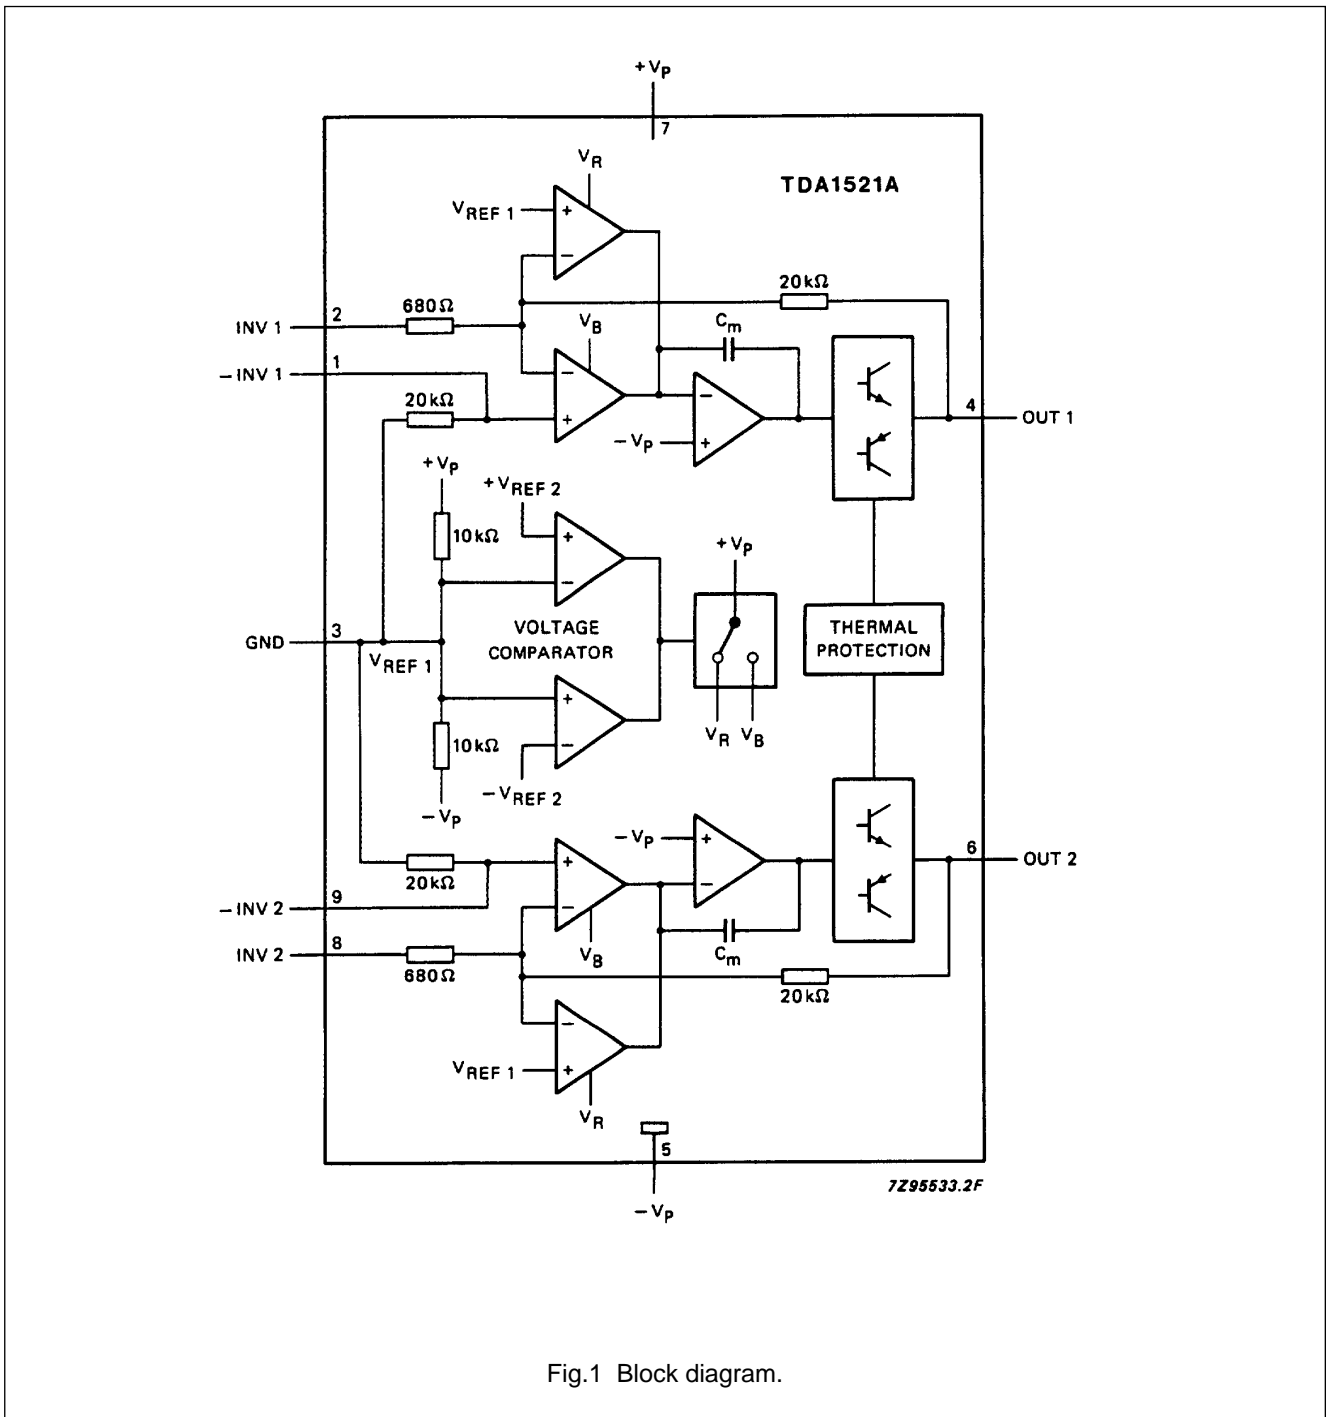 +VP
7
VR
TDA1521A
VREF 1
+
−
20kΩ
680Ω
2
INV 1
VB
Cm
1
−INV 1
−
−
20kΩ
+
4
OUT 1
−VP
+
+VP
+VREF 2
10kΩ
+
+VP
−
3
GND
VOLTAGE
COMPARATOR
THERMAL
PROTECTION
VREF 1
+
10kΩ
−
VR
VB
−VREF 2
−VP
−VP
+
6
OUT 2
+
20kΩ
−
9
−INV 2
−
8
INV 2
VB
Cm
680Ω
20kΩ
−
VREF 1
+
VR
5
7Z95533.2F
−VP
Fig.1 Block diagram.